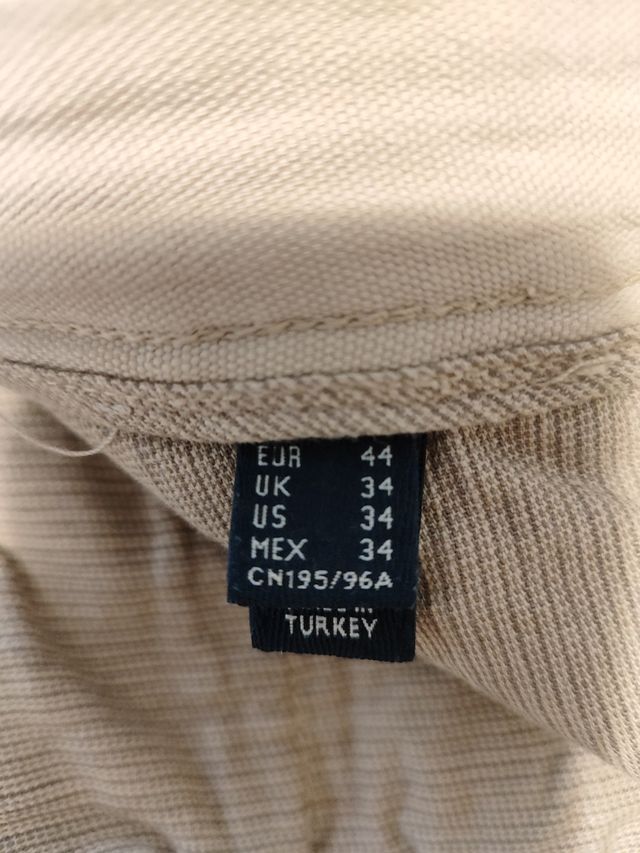 EUR 44
UK 34
US 34
MEX 34
CN195/96A
TURKEY